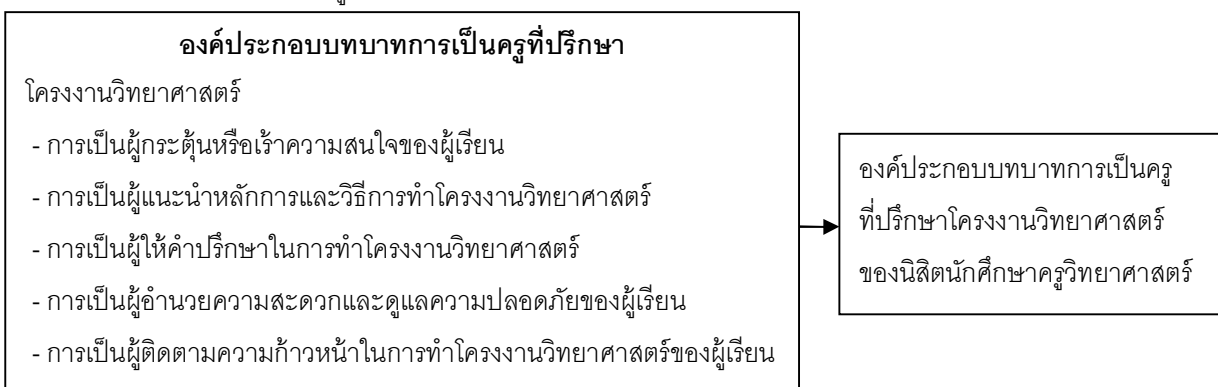 องค์ประกอบบทบาทการเป็นครูที่ปรึกษา
โครงงานวิทยาศาสตร์
- การเป็นผู้กระตุ้นหรือเร้าความสนใจของผู้เรียน
- การเป็นผู้แนะนำหลักการและวิธีการทำโครงงานวิทยาศาสตร์
- การเป็นผู้ให้คำปรึกษาในการทำโครงงานวิทยาศาสตร์
- การเป็นผู้อำนวยความสะดวกและดูแลความปลอดภัยของผู้เรียน
- การเป็นผู้ติดตามความก้าวหน้าในการทำโครงงานวิทยาศาสตร์ของผู้เรียน
องค์ประกอบบทบาทการเป็นครู
ที่ปรึกษาโครงงานวิทยาศาสตร์
ของนิสิตนักศึกษาครูวิทยาศาสตร์